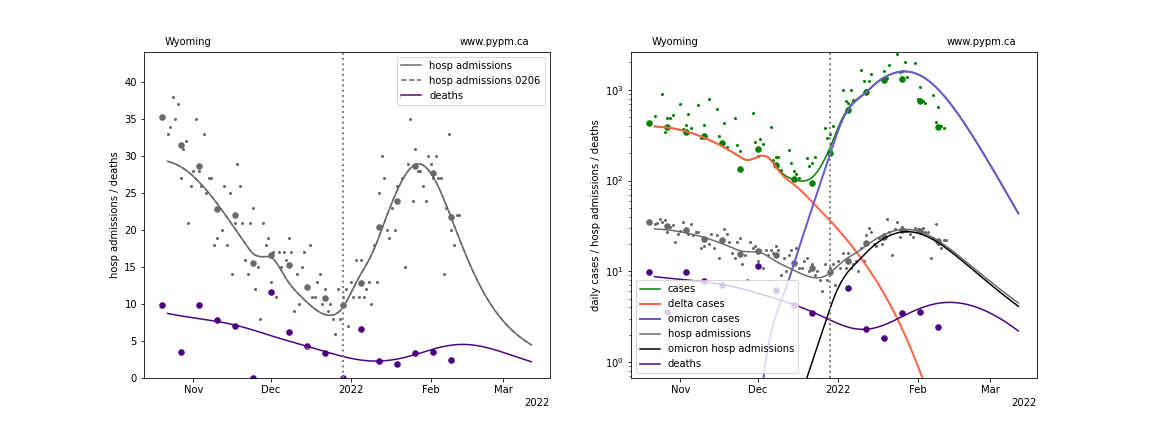 Wyoming www.pypm.ca
hosp admissions
hosp admissions 0206
deaths
hosp admissions / deaths
40
35
30
25
20
15
10
5
0
Nov Dec 2022 Feb Mar
2022
Wyoming www.pypm.ca
daily cases / hosp admissions / deaths
10³
10²
10¹
10⁰
cases
delta cases
omicron cases
hosp admissions
omicron hosp admissions
deaths
Nov Dec 2022 Feb Mar
2022